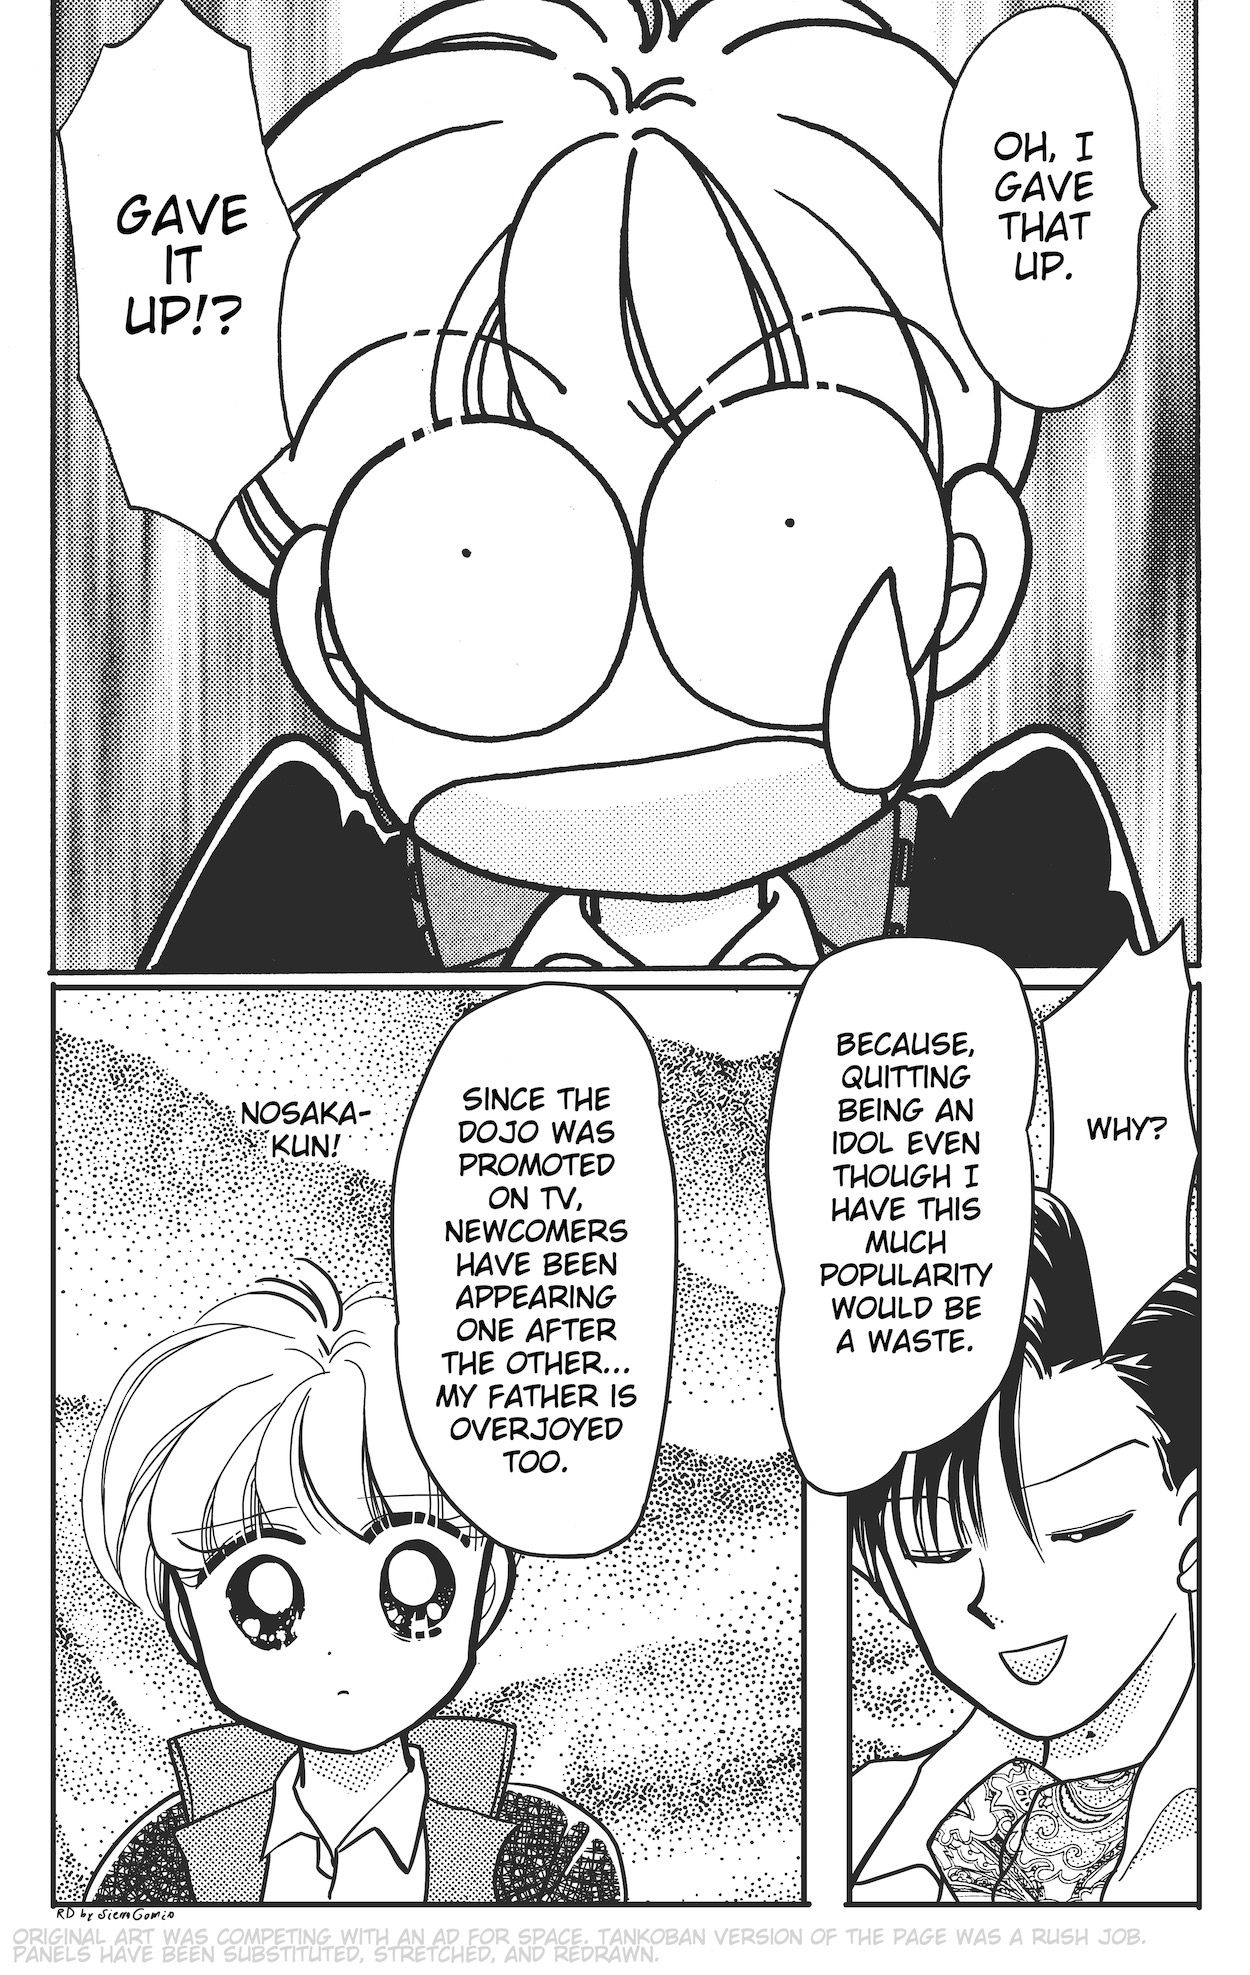 OH, I
GAVE
THAT
UP.
GAVE
IT
UP!?
WHY?
BECAUSE,
QUITTING
BEING AN
IDOL EVEN
THOUGH I
HAVE THIS
MUCH
POPULARITY
WOULD BE
A WASTE.
SINCE THE
DOJO WAS
PROMOTED
ON TV,
NEWCOMERS
HAVE BEEN
APPEARING
ONE AFTER
THE OTHER...
MY FATHER IS
OVERJOYED
TOO.
NOSAKA-
KUN!
RD by Sierra
ORIGINAL ART WAS COMPETING WITH AN AD FOR SPACE. TANKOBAN VERSION OF THE PAGE WAS A RUSH JOB.
PANELS HAVE BEEN SUBSTITUTED, STRETCHED, AND REDRAWN.